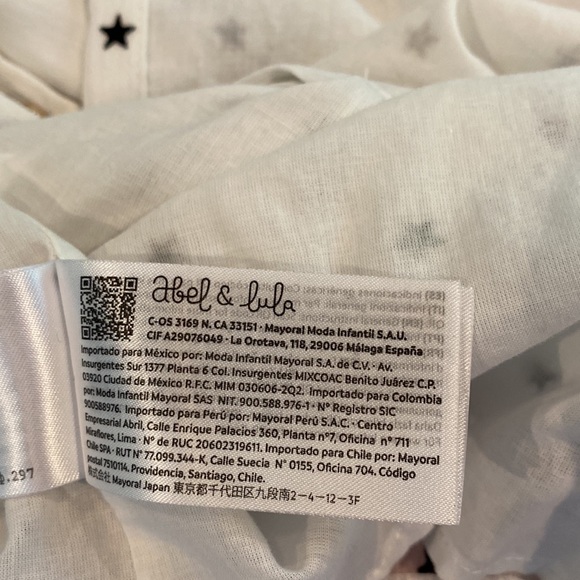 abel & lula
C-OS 3169 N. CA 33151 · Mayoral Moda Infantil S.A.U.
CIF A29076049 · La Orotava, 118, 29006 Málaga España
Importado para México por: Moda Infantil Mayoral S.A. de C.V. · Av.
Insurgentes Sur 1377 Planta 6 Col. Insurgentes MIXCOAC Benito Juárez C.P.
03920 Ciudad de México R.F.C. MIM 030606-2Q2. Importado para Colombia
por: Moda Infantil Mayoral SAS NIT. 900.588.976-1 · Nº Registro SIC
900588976. Importado para Perú por: Mayoral Perú S.A.C. · Centro
Empresarial Abril, Calle Enrique Palacios 360, Planta nº7, Oficina nº 711
Miraflores, Lima · Nº de RUC 20602319611. Importado para Chile por: Mayoral
Chile SPA · RUT Nº 77.099.344-K, Calle Suecia Nº 0155, Oficina 704. Código
postal 7510114. Providencia, Santiago, Chile.
株式会社 Mayoral Japan 東京都千代田区九段南2-4-12-3F
.297